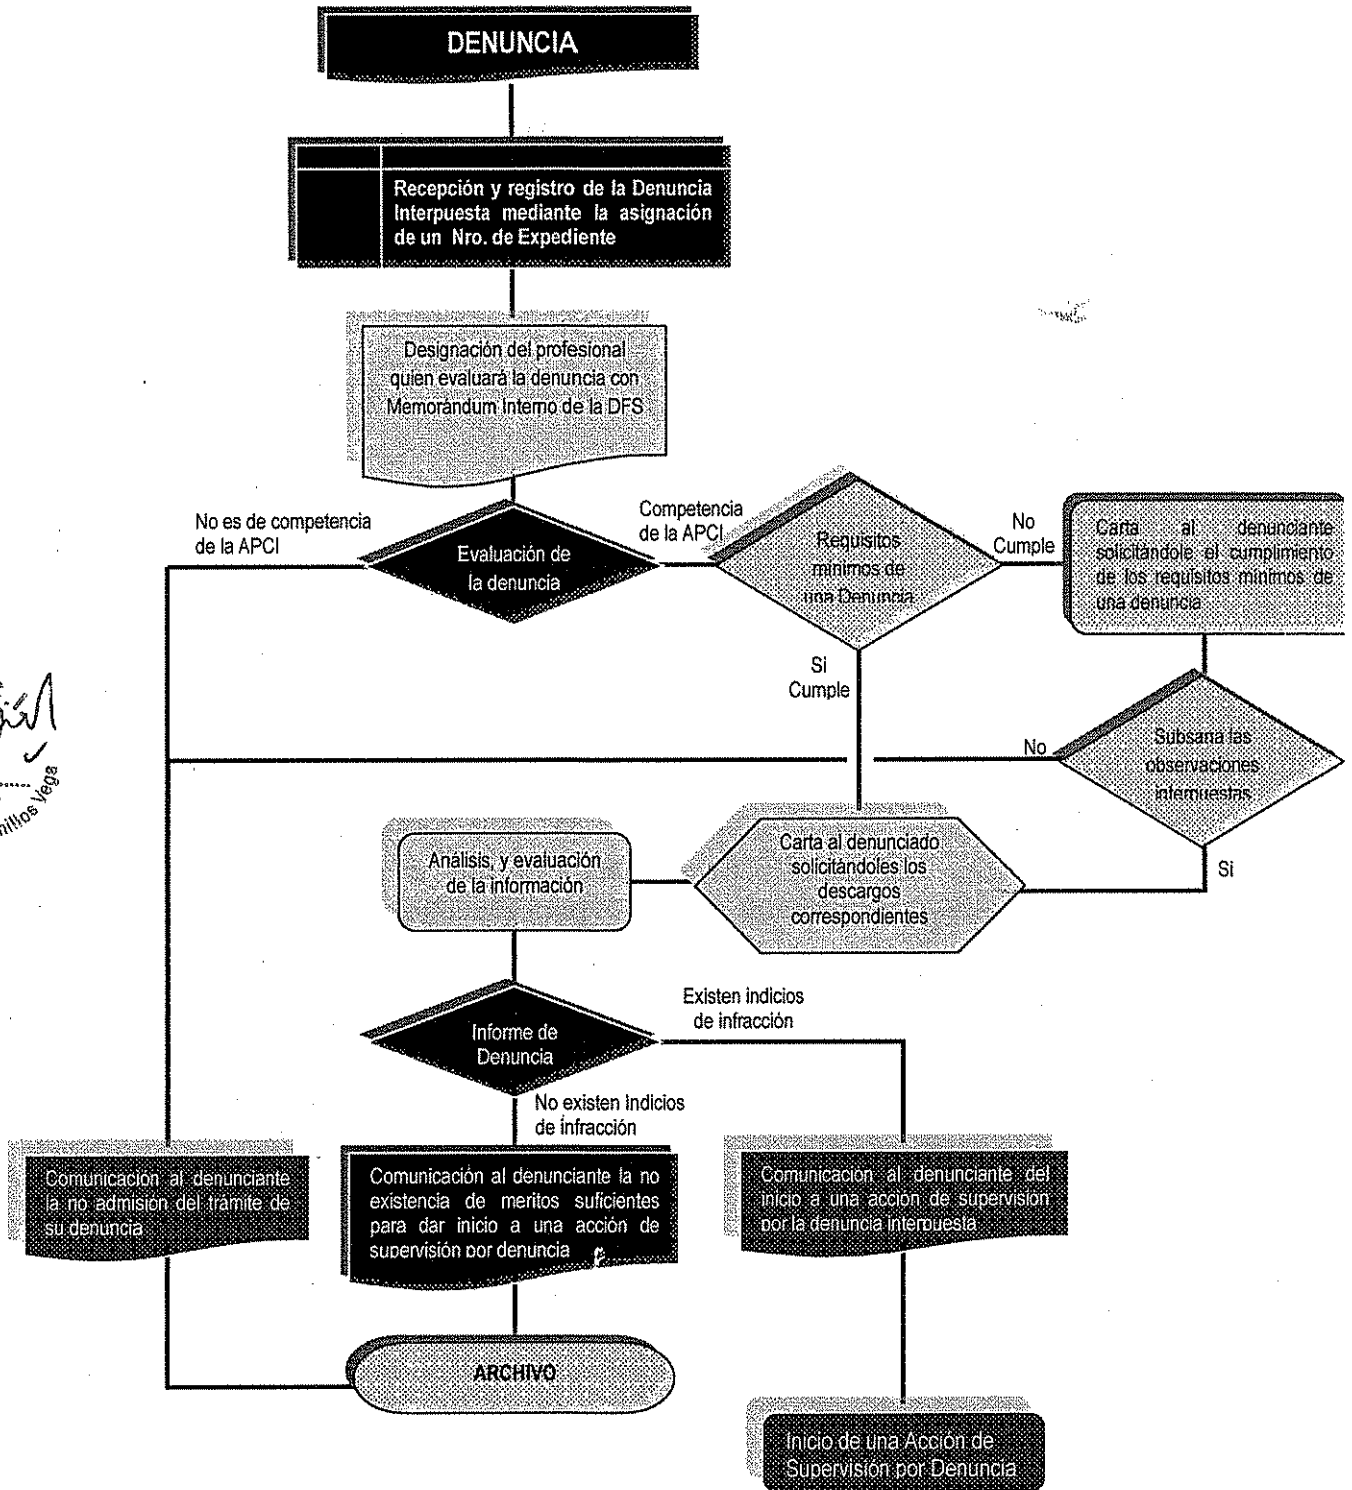 DENUNCIA
Recepción y registro de la Denuncia
Interpuesta mediante la asignación
de un Nro. de Expediente
Designación del profesional
quien evaluará la denuncia con
Memorándum Interno de la DFS
No es de competencia
de la APCI
Evaluación de
la denuncia
Competencia
de la APCI
Requisitos
mínimos de
una Denuncia
No
Cumple
Carta al denunciante
solicitándole el cumplimiento
de los requisitos mínimos de
una denuncia
Si
Cumple
No
Subsana las
observaciones
interpuestas
Si
Carta al denunciado
solicitándoles los
descargos
correspondientes
Análisis, y evaluación
de la información
Informe de
Denuncia
Existen indicios
de infracción
No existen Indicios
de infracción
Comunicación al denunciante
la no admisión del trámite de
su denuncia
Comunicación al denunciante la no
existencia de meritos suficientes
para dar inicio a una acción de
supervisión por denuncia
Comunicación al denunciante del
inicio a una acción de supervisión
por la denuncia interpuesta
ARCHIVO
Inicio de una Acción de
Supervisión por Denuncia
Vega